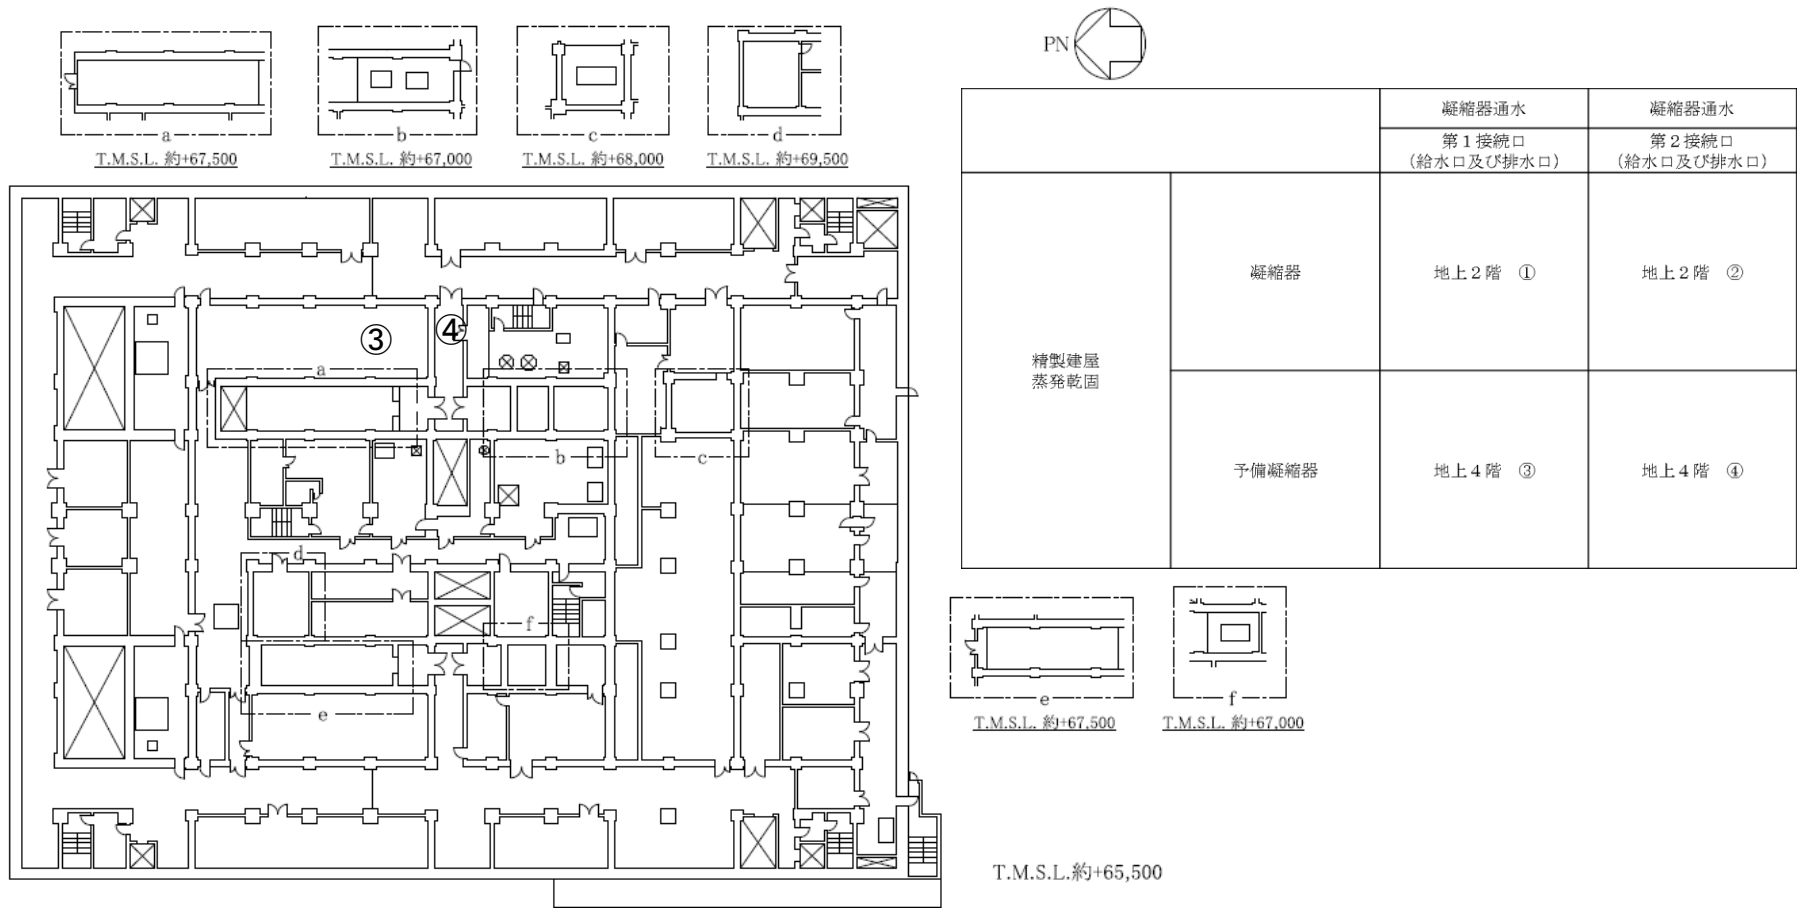 PN
a
T.M.S.L. 約+67,500
b
T.M.S.L. 約+67,000
c
T.M.S.L. 約+68,000
d
T.M.S.L. 約+69,500
凝縮器通水
凝縮器通水
第1接続口
(給水口及び排水口)
第2接続口
(給水口及び排水口)
精製建屋
蒸発乾固
凝縮器
地上2階 ①
地上2階 ②
予備凝縮器
地上4階 ③
地上4階 ④
③
④
a
b
c
d
f
e
e
T.M.S.L. 約+67,500
f
T.M.S.L. 約+67,000
T.M.S.L.約+65,500